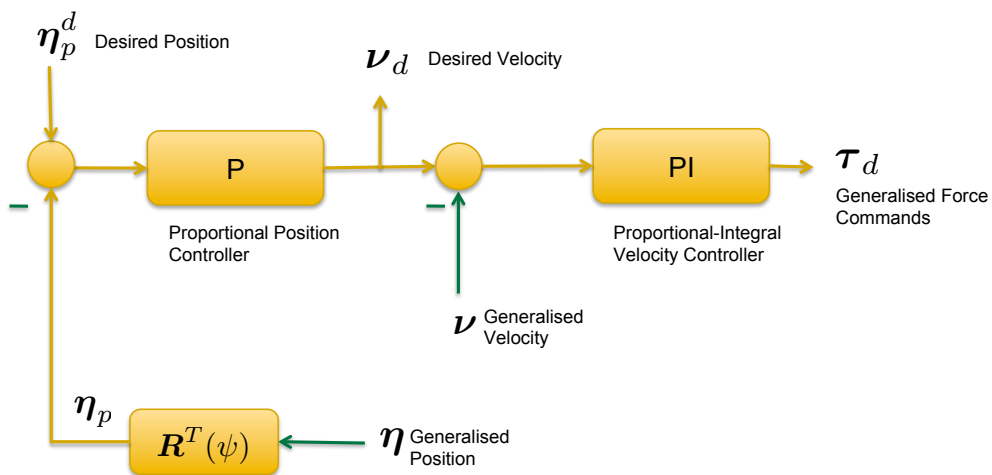 η_p^d Desired Position
ν_d Desired Velocity
P
PI
τ_d
Generalised Force
Commands
–
–
Proportional Position
Controller
Proportional-Integral
Velocity Controller
ν Generalised
Velocity
η_p
R^T(ψ)
η Generalised
Position